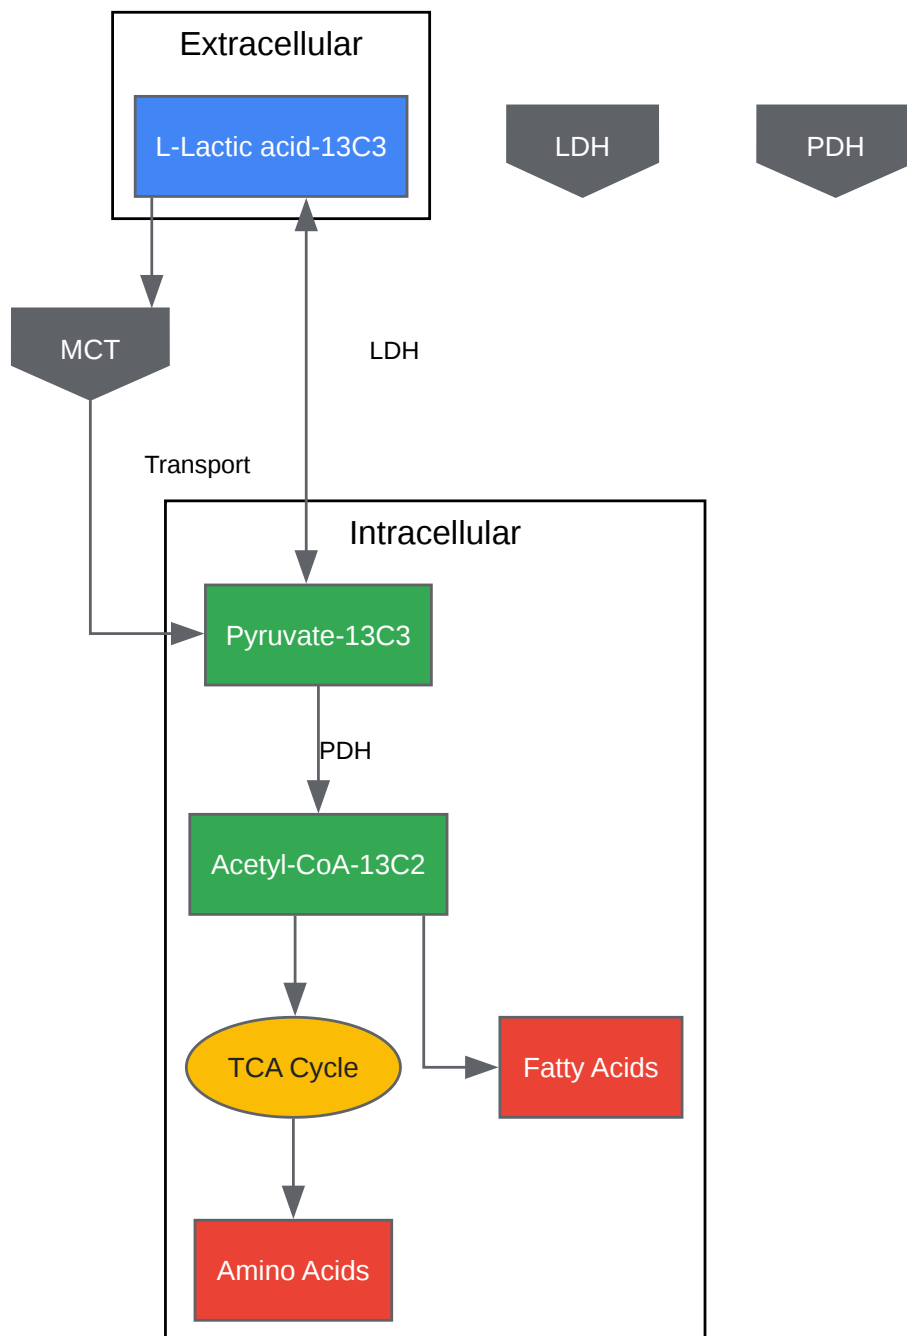 Extracellular
L-Lactic acid-13C3
LDH
PDH
MCT
LDH
Transport
Intracellular
Pyruvate-13C3
PDH
Acetyl-CoA-13C2
TCA Cycle
Fatty Acids
Amino Acids